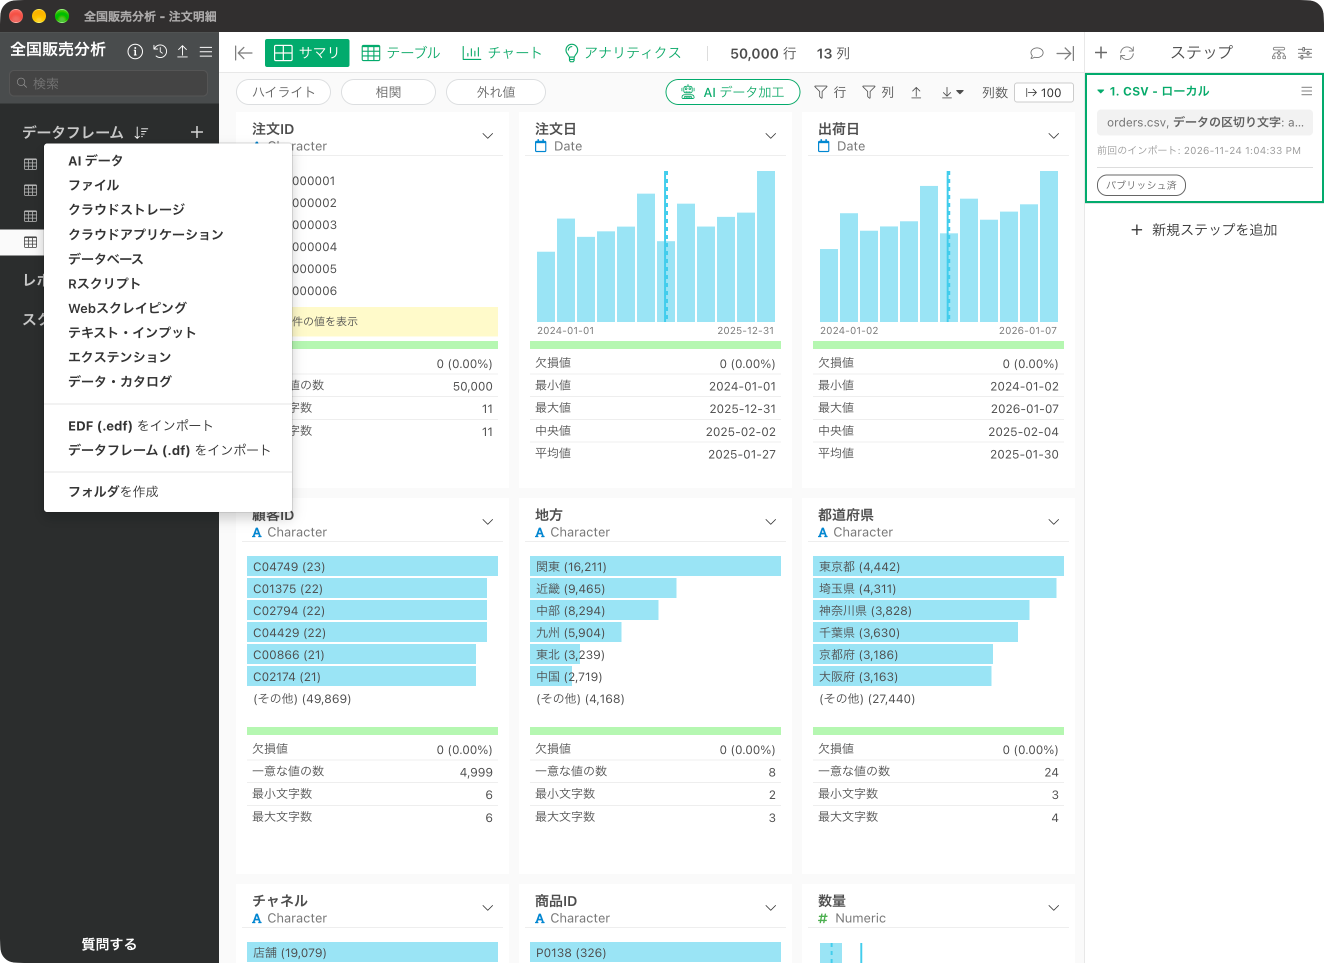 全国販売分析 - 注文明細
全国販売分析
検索
データフレーム
AI データ
ファイル
クラウドストレージ
クラウドアプリケーション
データベース
Rスクリプト
Webスクレイピング
テキスト・インプット
エクステンション
データ・カタログ
EDF (.edf) をインポート
データフレーム (.df) をインポート
フォルダを作成
レポ
質問する
サマリ テーブル チャート アナリティクス 50,000 行 13 列
ハイライト 相関 外れ値 AI データ加工 行 列 列数 100
注文ID
000001
000002
000003
000004
000005
000006
件の値を表示
0 (0.00%)
値の数 50,000
字数 11
字数 11
注文日
Date
2024-01-01 2025-12-31
欠損値 0 (0.00%)
最小値 2024-01-01
最大値 2025-12-31
中央値 2025-02-02
平均値 2025-01-27
出荷日
Date
2024-01-02 2026-01-07
欠損値 0 (0.00%)
最小値 2024-01-02
最大値 2026-01-07
中央値 2025-02-04
平均値 2025-01-30
顧客ID
Character
C04749 (23)
C01375 (22)
C02794 (22)
C04429 (22)
C00866 (21)
C02174 (21)
(その他) (49,869)
欠損値 0 (0.00%)
一意な値の数 4,999
最小文字数 6
最大文字数 6
地方
Character
関東 (16,211)
近畿 (9,465)
中部 (8,294)
九州 (5,904)
東北 (3,239)
中国 (2,719)
(その他) (4,168)
欠損値 0 (0.00%)
一意な値の数 8
最小文字数 2
最大文字数 3
都道府県
Character
東京都 (4,442)
埼玉県 (4,311)
神奈川県 (3,828)
千葉県 (3,630)
京都府 (3,186)
大阪府 (3,163)
(その他) (27,440)
欠損値 0 (0.00%)
一意な値の数 24
最小文字数 3
最大文字数 4
チャネル
Character
店舗 (19,079)
商品ID
Character
P0138 (326)
数量
Numeric
ステップ
1. CSV - ローカル
orders.csv, データの区切り文字: a...
前回のインポート: 2026-11-24 1:04:33 PM
パブリッシュ済
新規ステップを追加